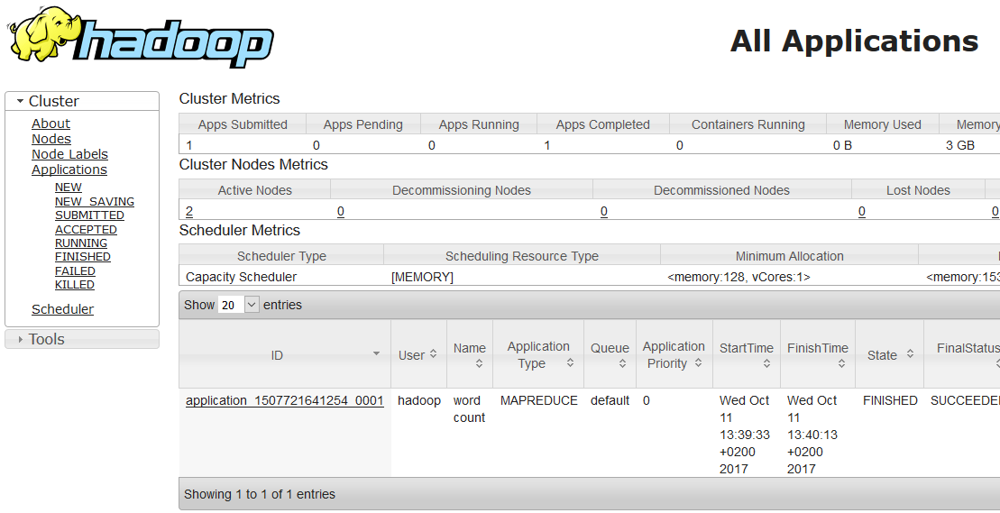 hadoop
All Applications
Cluster
About
Nodes
Node Labels
Applications
NEW
NEW_SAVING
SUBMITTED
ACCEPTED
RUNNING
FINISHED
FAILED
KILLED
Scheduler
Tools
Cluster Metrics
Apps Submitted Apps Pending Apps Running Apps Completed Containers Running Memory Used Memory
1 0 0 1 0 0 B 3 GB
Cluster Nodes Metrics
Active Nodes Decommissioning Nodes Decommissioned Nodes Lost Nodes
2 0 0 0 0
Scheduler Metrics
Scheduler Type Scheduling Resource Type Minimum Allocation
Capacity Scheduler [MEMORY] <memory:128, vCores:1> <memory:153
Show 20 entries
ID User Name Application Type Queue Application Priority StartTime FinishTime State FinalStatus
application_1507721641254_0001 hadoop word count MAPREDUCE default 0 Wed Oct 11 13:39:33 +0200 2017 Wed Oct 11 13:40:13 +0200 2017 FINISHED SUCCEEDE
Showing 1 to 1 of 1 entries